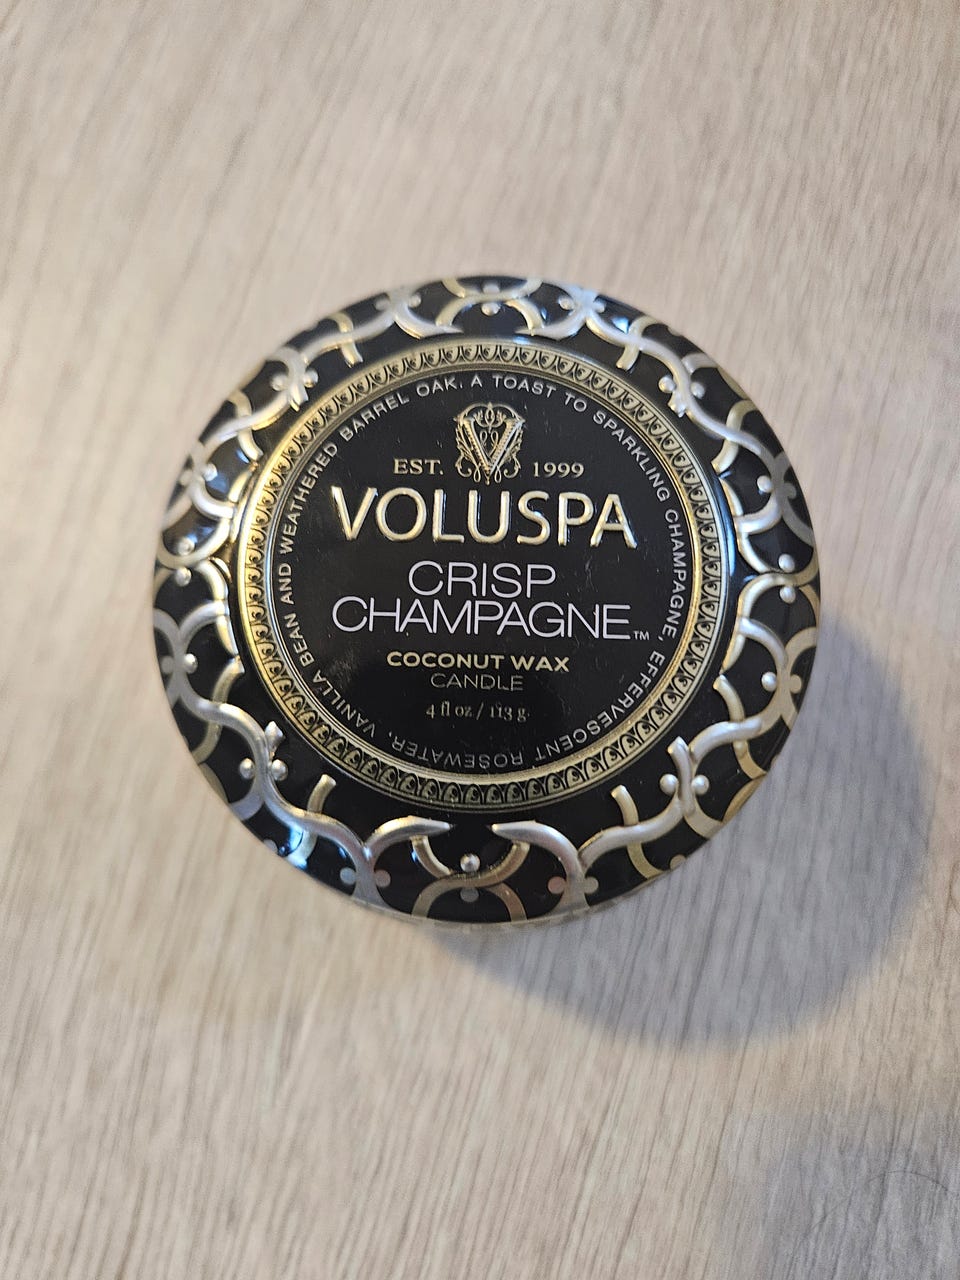 EST. 1999
VOLUSPA
CRISP
CHAMPAGNE™
COCONUT WAX
CANDLE
4 fl oz / 113 g
A TOAST TO SPARKLING CHAMPAGNE, EFFERVESCENT ROSEWATER, VANILLA BEAN AND WEATHERED BARREL OAK.